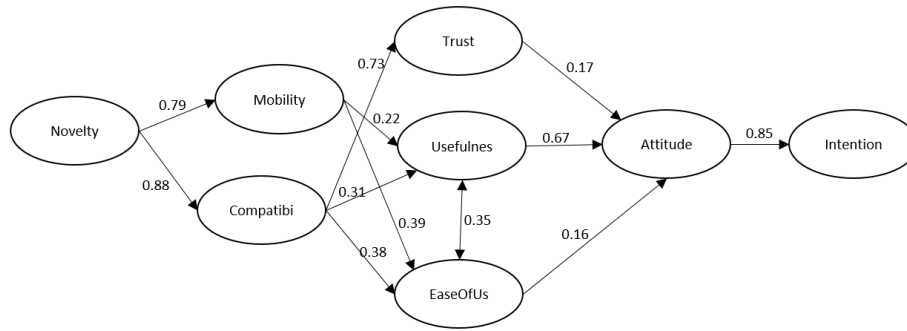 Trust
0.73
0.17
0.79
Mobility
Novelty
0.22
Usefulnes
0.67
Attitude
0.85
Intention
0.88
0.31
Compatibi
0.39
0.35
0.16
0.38
EaseOfUs